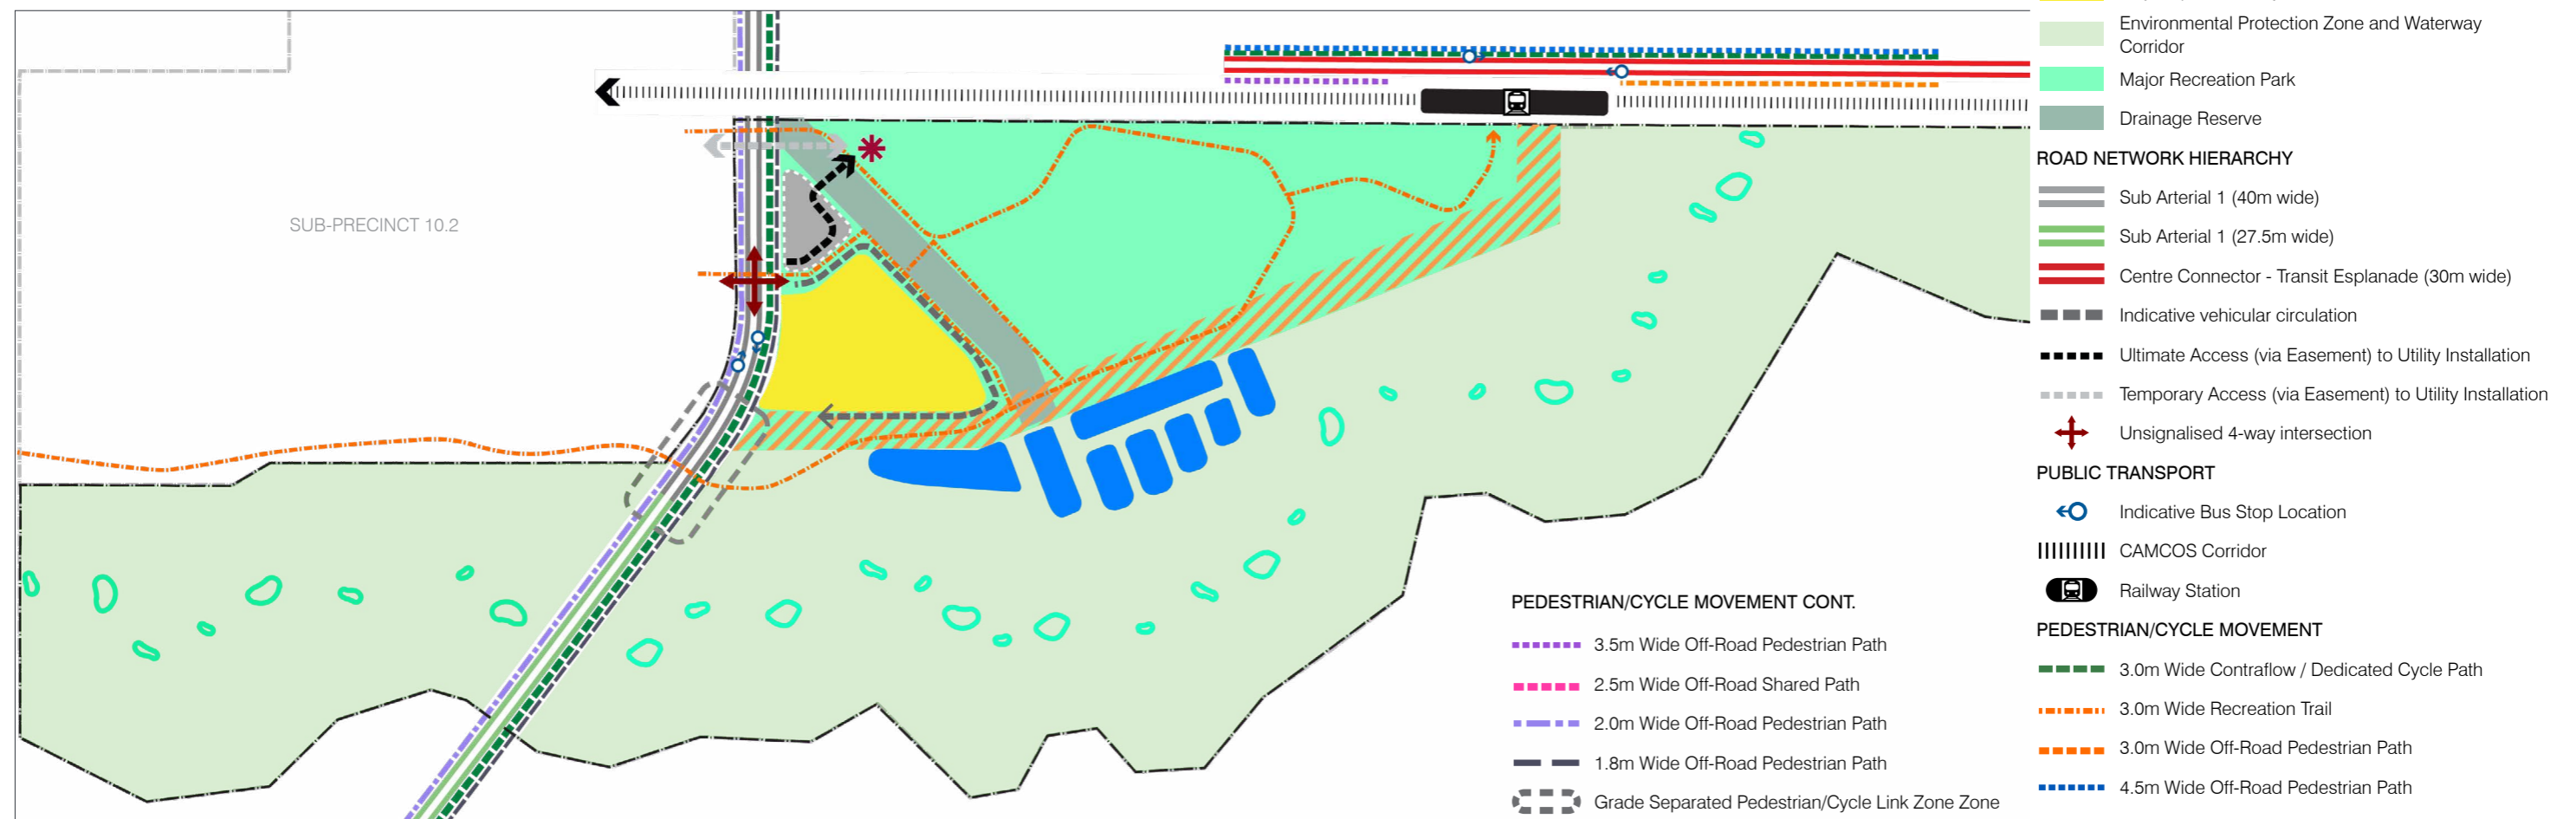 SUB-PRECINCT 10.2
Environmental Protection Zone and Waterway
Corridor
Major Recreation Park
Drainage Reserve
ROAD NETWORK HIERARCHY
Sub Arterial 1 (40m wide)
Sub Arterial 1 (27.5m wide)
Centre Connector - Transit Esplanade (30m wide)
Indicative vehicular circulation
Ultimate Access (via Easement) to Utility Installation
Temporary Access (via Easement) to Utility Installation
Unsignalised 4-way intersection
PUBLIC TRANSPORT
Indicative Bus Stop Location
CAMCOS Corridor
Railway Station
PEDESTRIAN/CYCLE MOVEMENT
3.0m Wide Contraflow / Dedicated Cycle Path
3.0m Wide Recreation Trail
3.0m Wide Off-Road Pedestrian Path
4.5m Wide Off-Road Pedestrian Path
PEDESTRIAN/CYCLE MOVEMENT CONT.
3.5m Wide Off-Road Pedestrian Path
2.5m Wide Off-Road Shared Path
2.0m Wide Off-Road Pedestrian Path
1.8m Wide Off-Road Pedestrian Path
Grade Separated Pedestrian/Cycle Link Zone Zone